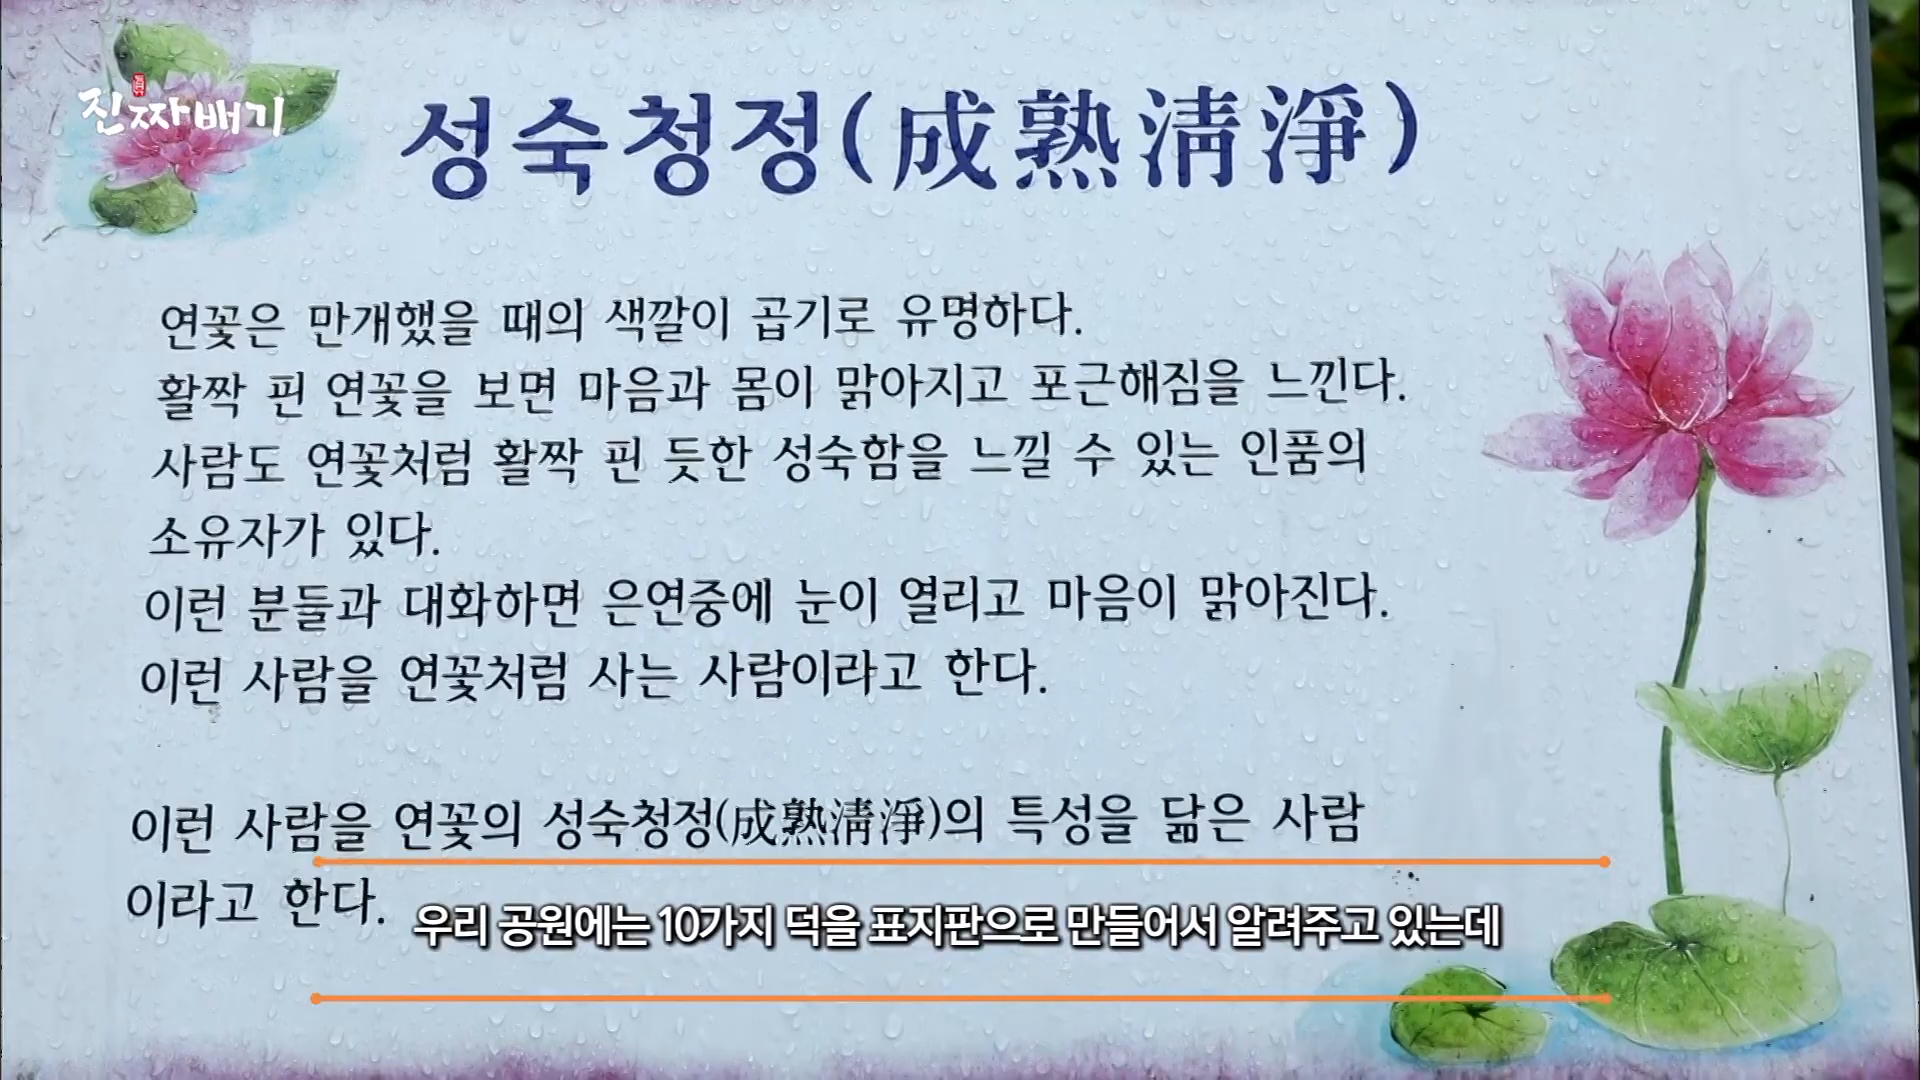 진짜배기
성숙청정(成熟淸淨)
연꽃은 만개했을 때의 색깔이 곱기로 유명하다.
활짝 핀 연꽃을 보면 마음과 몸이 맑아지고 포근해짐을 느낀다.
사람도 연꽃처럼 활짝 핀 듯한 성숙함을 느낄 수 있는 인품의
소유자가 있다.
이런 분들과 대화하면 은연중에 눈이 열리고 마음이 맑아진다.
이런 사람을 연꽃처럼 사는 사람이라고 한다.
이런 사람을 연꽃의 성숙청정(成熟淸淨)의 특성을 닮은 사람
이라고 한다.
우리 공원에는 10가지 덕을 표지판으로 만들어서 알려주고 있는데